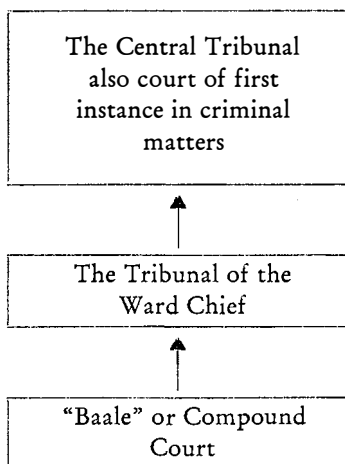 The Central Tribunal
also court of first
instance in criminal
matters
The Tribunal of the
Ward Chief
“Baale” or Compound
Court